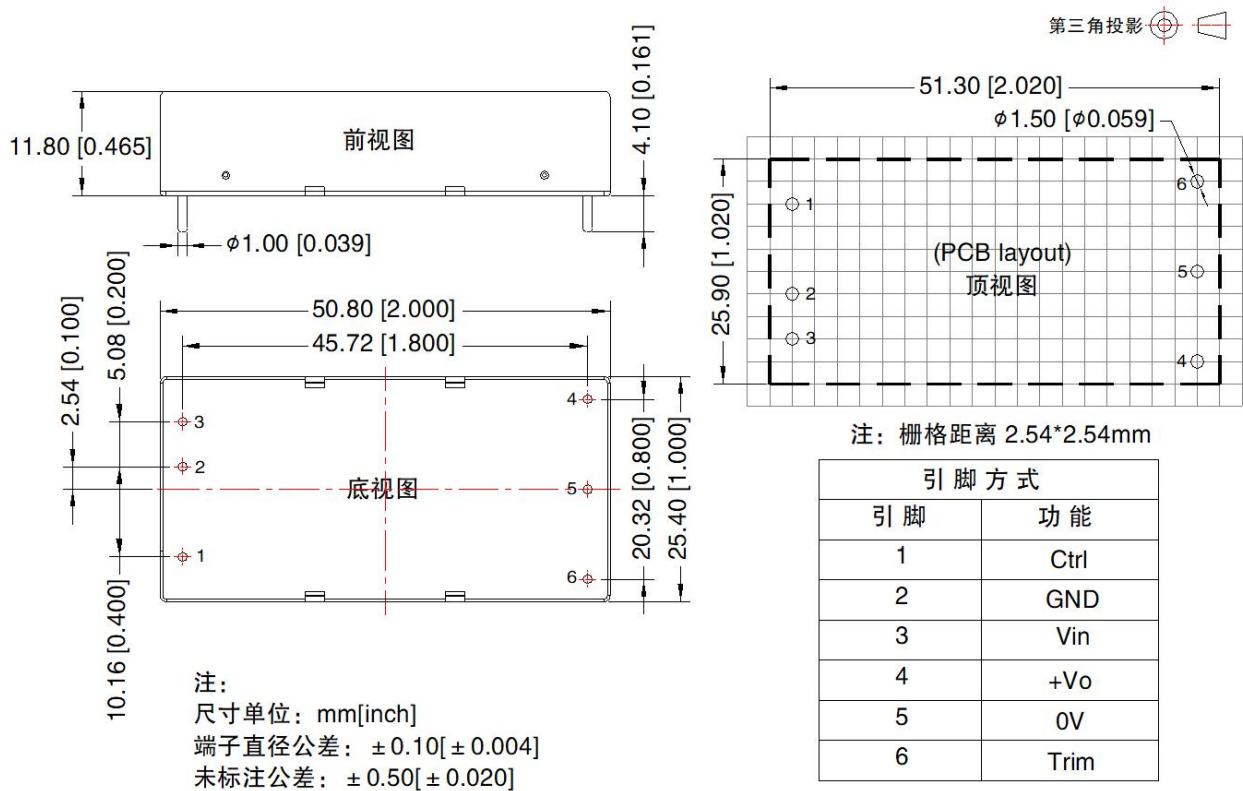 第三角投影
11.80 [0.465]
前视图
4.10 [0.161]
φ1.00 [0.039]
51.30 [2.020]
φ1.50 [φ0.059]
25.90 [1.020]
1
2
3
6
5
4
(PCB layout)
顶视图
注：栅格距离 2.54*2.54mm
50.80 [2.000]
45.72 [1.800]
2.54 [0.100]
5.08 [0.200]
10.16 [0.400]
3
2
1
4
5
6
底视图
20.32 [0.800]
25.40 [1.000]
注：
尺寸单位：mm[inch]
端子直径公差：±0.10[±0.004]
未标注公差：±0.50[±0.020]
引脚方式
引脚 功能
1 Ctrl
2 GND
3 Vin
4 +Vo
5 0V
6 Trim